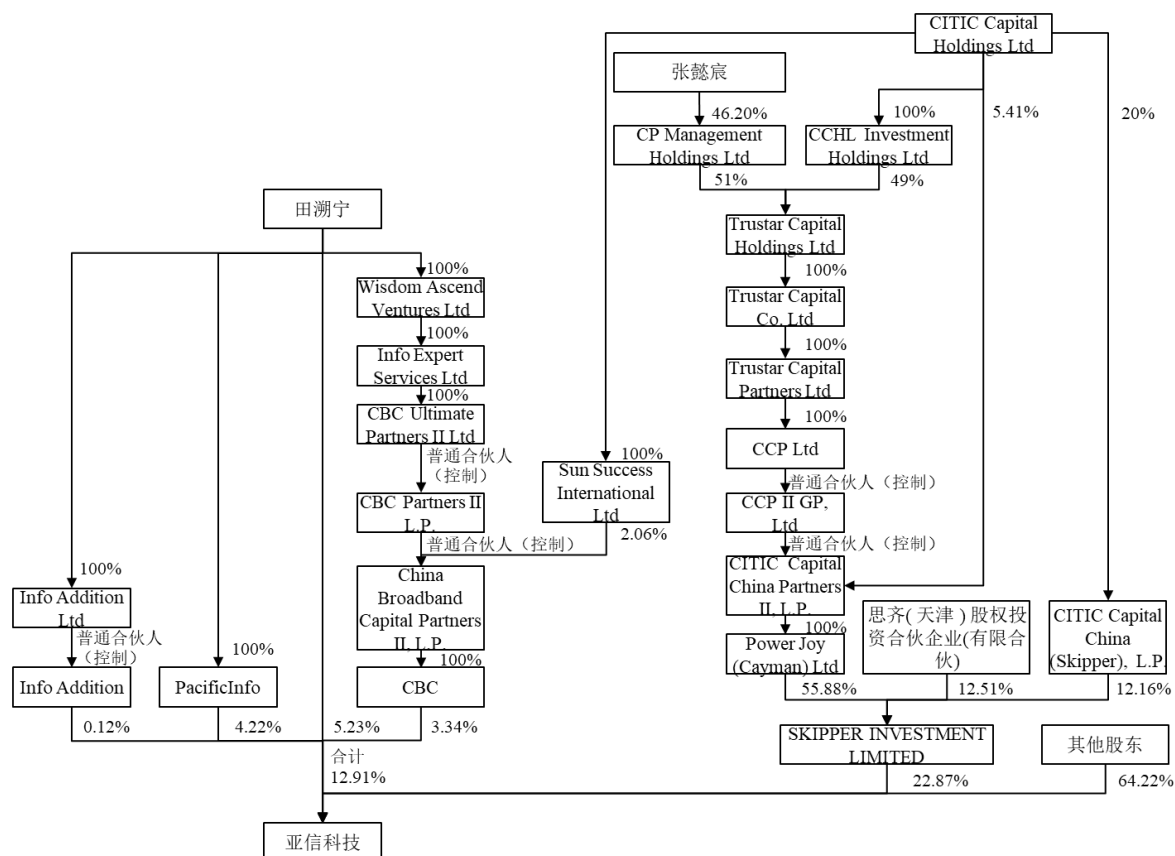 CITIC Capital
Holdings Ltd
张懿宸
46.20%
100%
5.41%
20%
CP Management
Holdings Ltd
CCHL Investment
Holdings Ltd
51%
49%
田溯宁
Trustar Capital
Holdings Ltd
100%
100%
Wisdom Ascend
Ventures Ltd
Trustar Capital
Co, Ltd
100%
100%
Info Expert
Services Ltd
Trustar Capital
Partners Ltd
100%
100%
CBC Ultimate
Partners II Ltd
CCP Ltd
普通合伙人
（控制）
100%
Sun Success
International
Ltd
普通合伙人（控制）
CBC Partners II
L.P.
CCP II GP,
Ltd
2.06%
普通合伙人（控制）
普通合伙人（控制）
100%
Info Addition
Ltd
China
Broadband
Capital Partners
II, L.P.
CITIC Capital
China Partners
II, L.P.
思齐(天津)股权投
资合伙企业(有限合
伙)
CITIC Capital
China
(Skipper), L.P.
普通合伙人
（控制）
100%
100%
100%
Power Joy
(Cayman) Ltd
Info Addition
PacificInfo
CBC
55.88%
12.51%
12.16%
0.12%
4.22%
5.23%
3.34%
SKIPPER INVESTMENT
LIMITED
其他股东
合计
12.91%
22.87%
64.22%
亚信科技